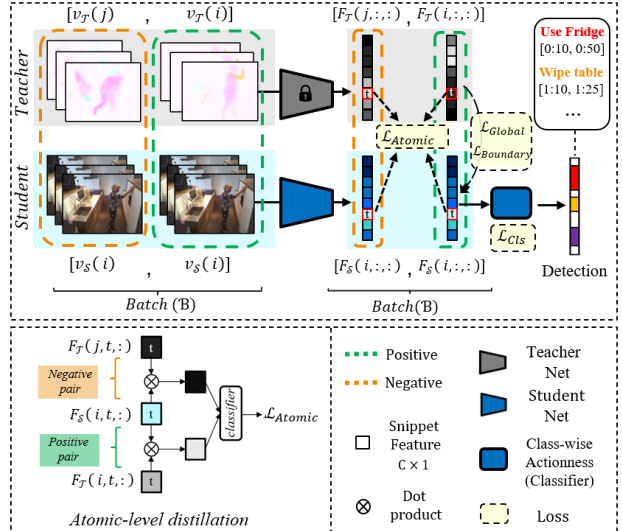 [v_𝒯(j) , v_𝒯(i)]
[F_𝒯(j,:,:) , F_𝒯(i,:,:)]
Use Fridge
[0:10, 0:50]
Wipe table
[1:10, 1:25]
...
Teacher
t
t
ℒ_Atomic
ℒ_Global
ℒ_Boundary
Student
t
t
ℒ_Cls
Detection
[v_𝒮(i) , v_𝒮(i)]
[F_𝒮(i,:,:) , F_𝒮(i,:,:)]
Batch (ℬ)
Batch(ℬ)
F_𝒯(j,t,:)
t
Negative
pair
F_𝒮(i,t,:)
t
Positive
pair
F_𝒯(i,t,:)
t
classifier
ℒ_Atomic
Atomic-level distillation
Positive
Negative
Snippet
Feature
C × 1
Dot
product
Teacher
Net
Student
Net
Class-wise
Actionness
(Classifier)
Loss